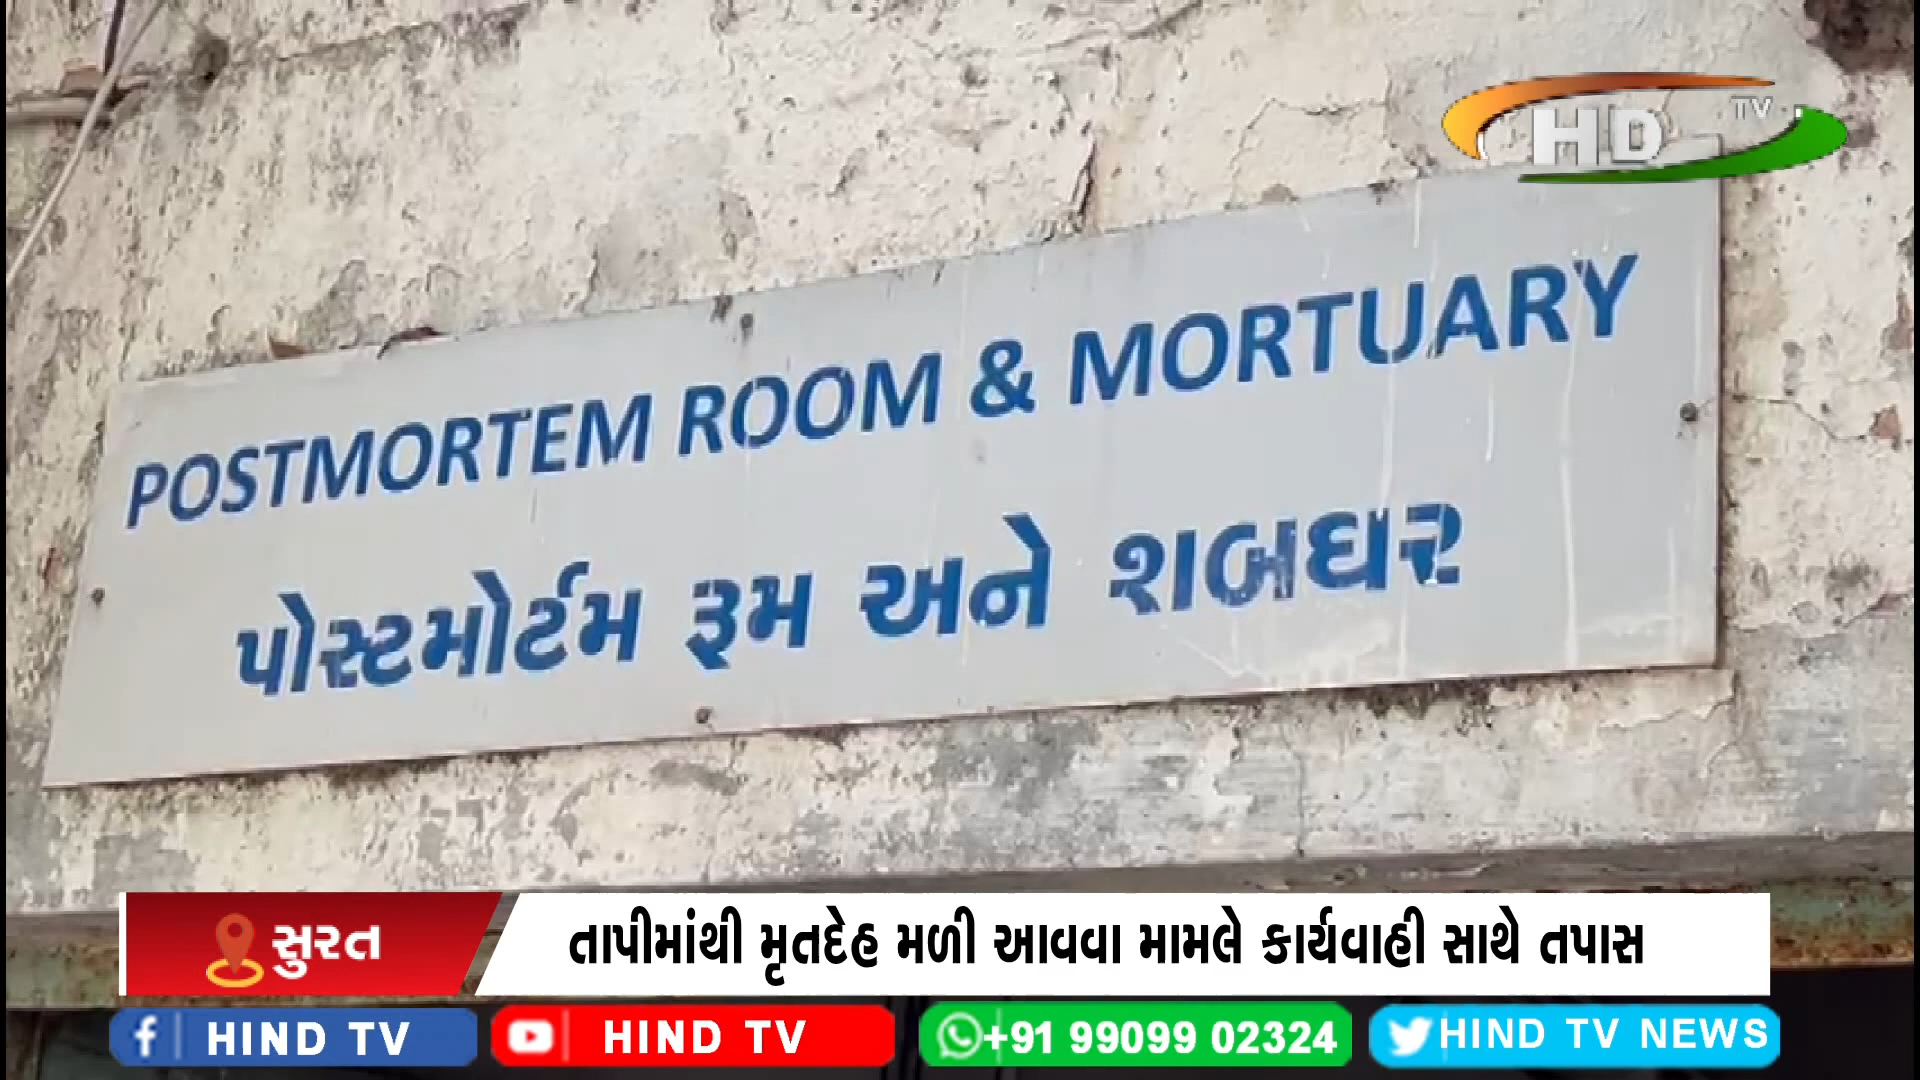 HD TV
POSTMORTEM ROOM & MORTUARY
પોસ્ટમોર્ટમ રૂમ અને શબઘર
સુરત
તાપીમાંથી મૃતદેહ મળી આવવા મામલે કાર્યવાહી સાથે તપાસ
HIND TV
HIND TV
+91 99099 02324
HIND TV NEWS